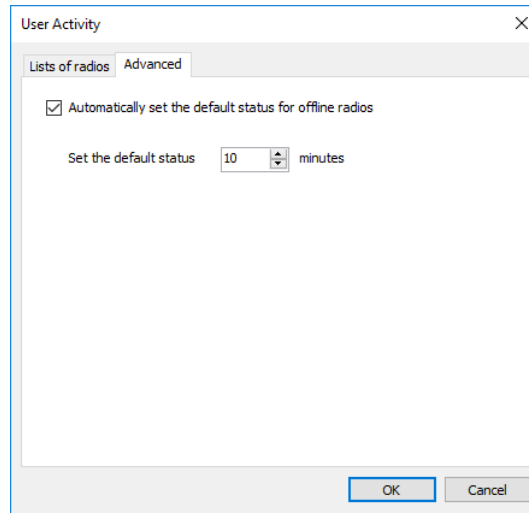 User Activity
Lists of radios Advanced
Automatically set the default status for offline radios
Set the default status 10 minutes
OK Cancel